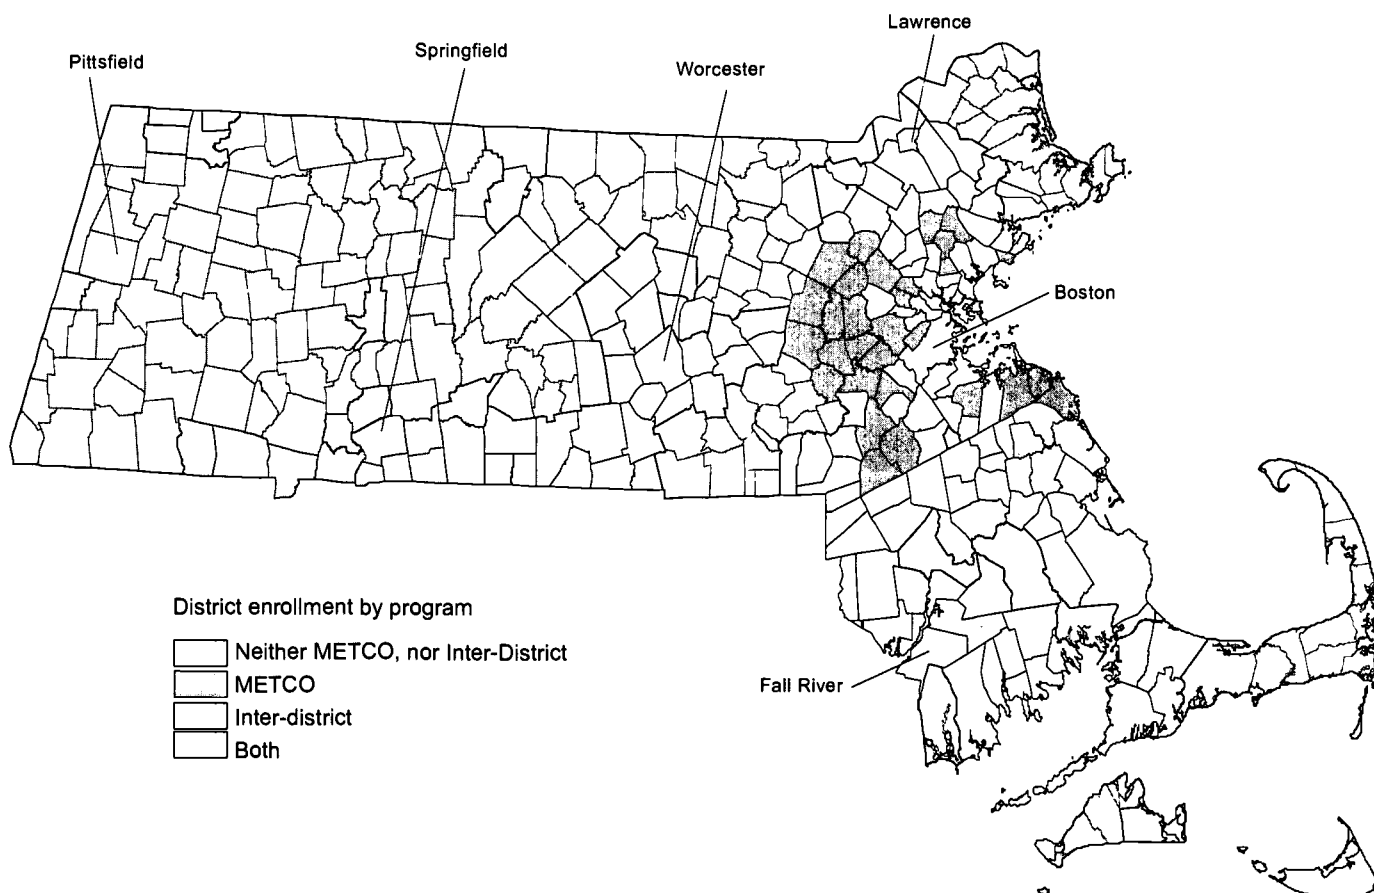 Lawrence
Springfield
Pittsfield
Worcester
Boston
District enrollment by program
Neither METCO, nor Inter-District
METCO
Inter-district
Both
Fall River